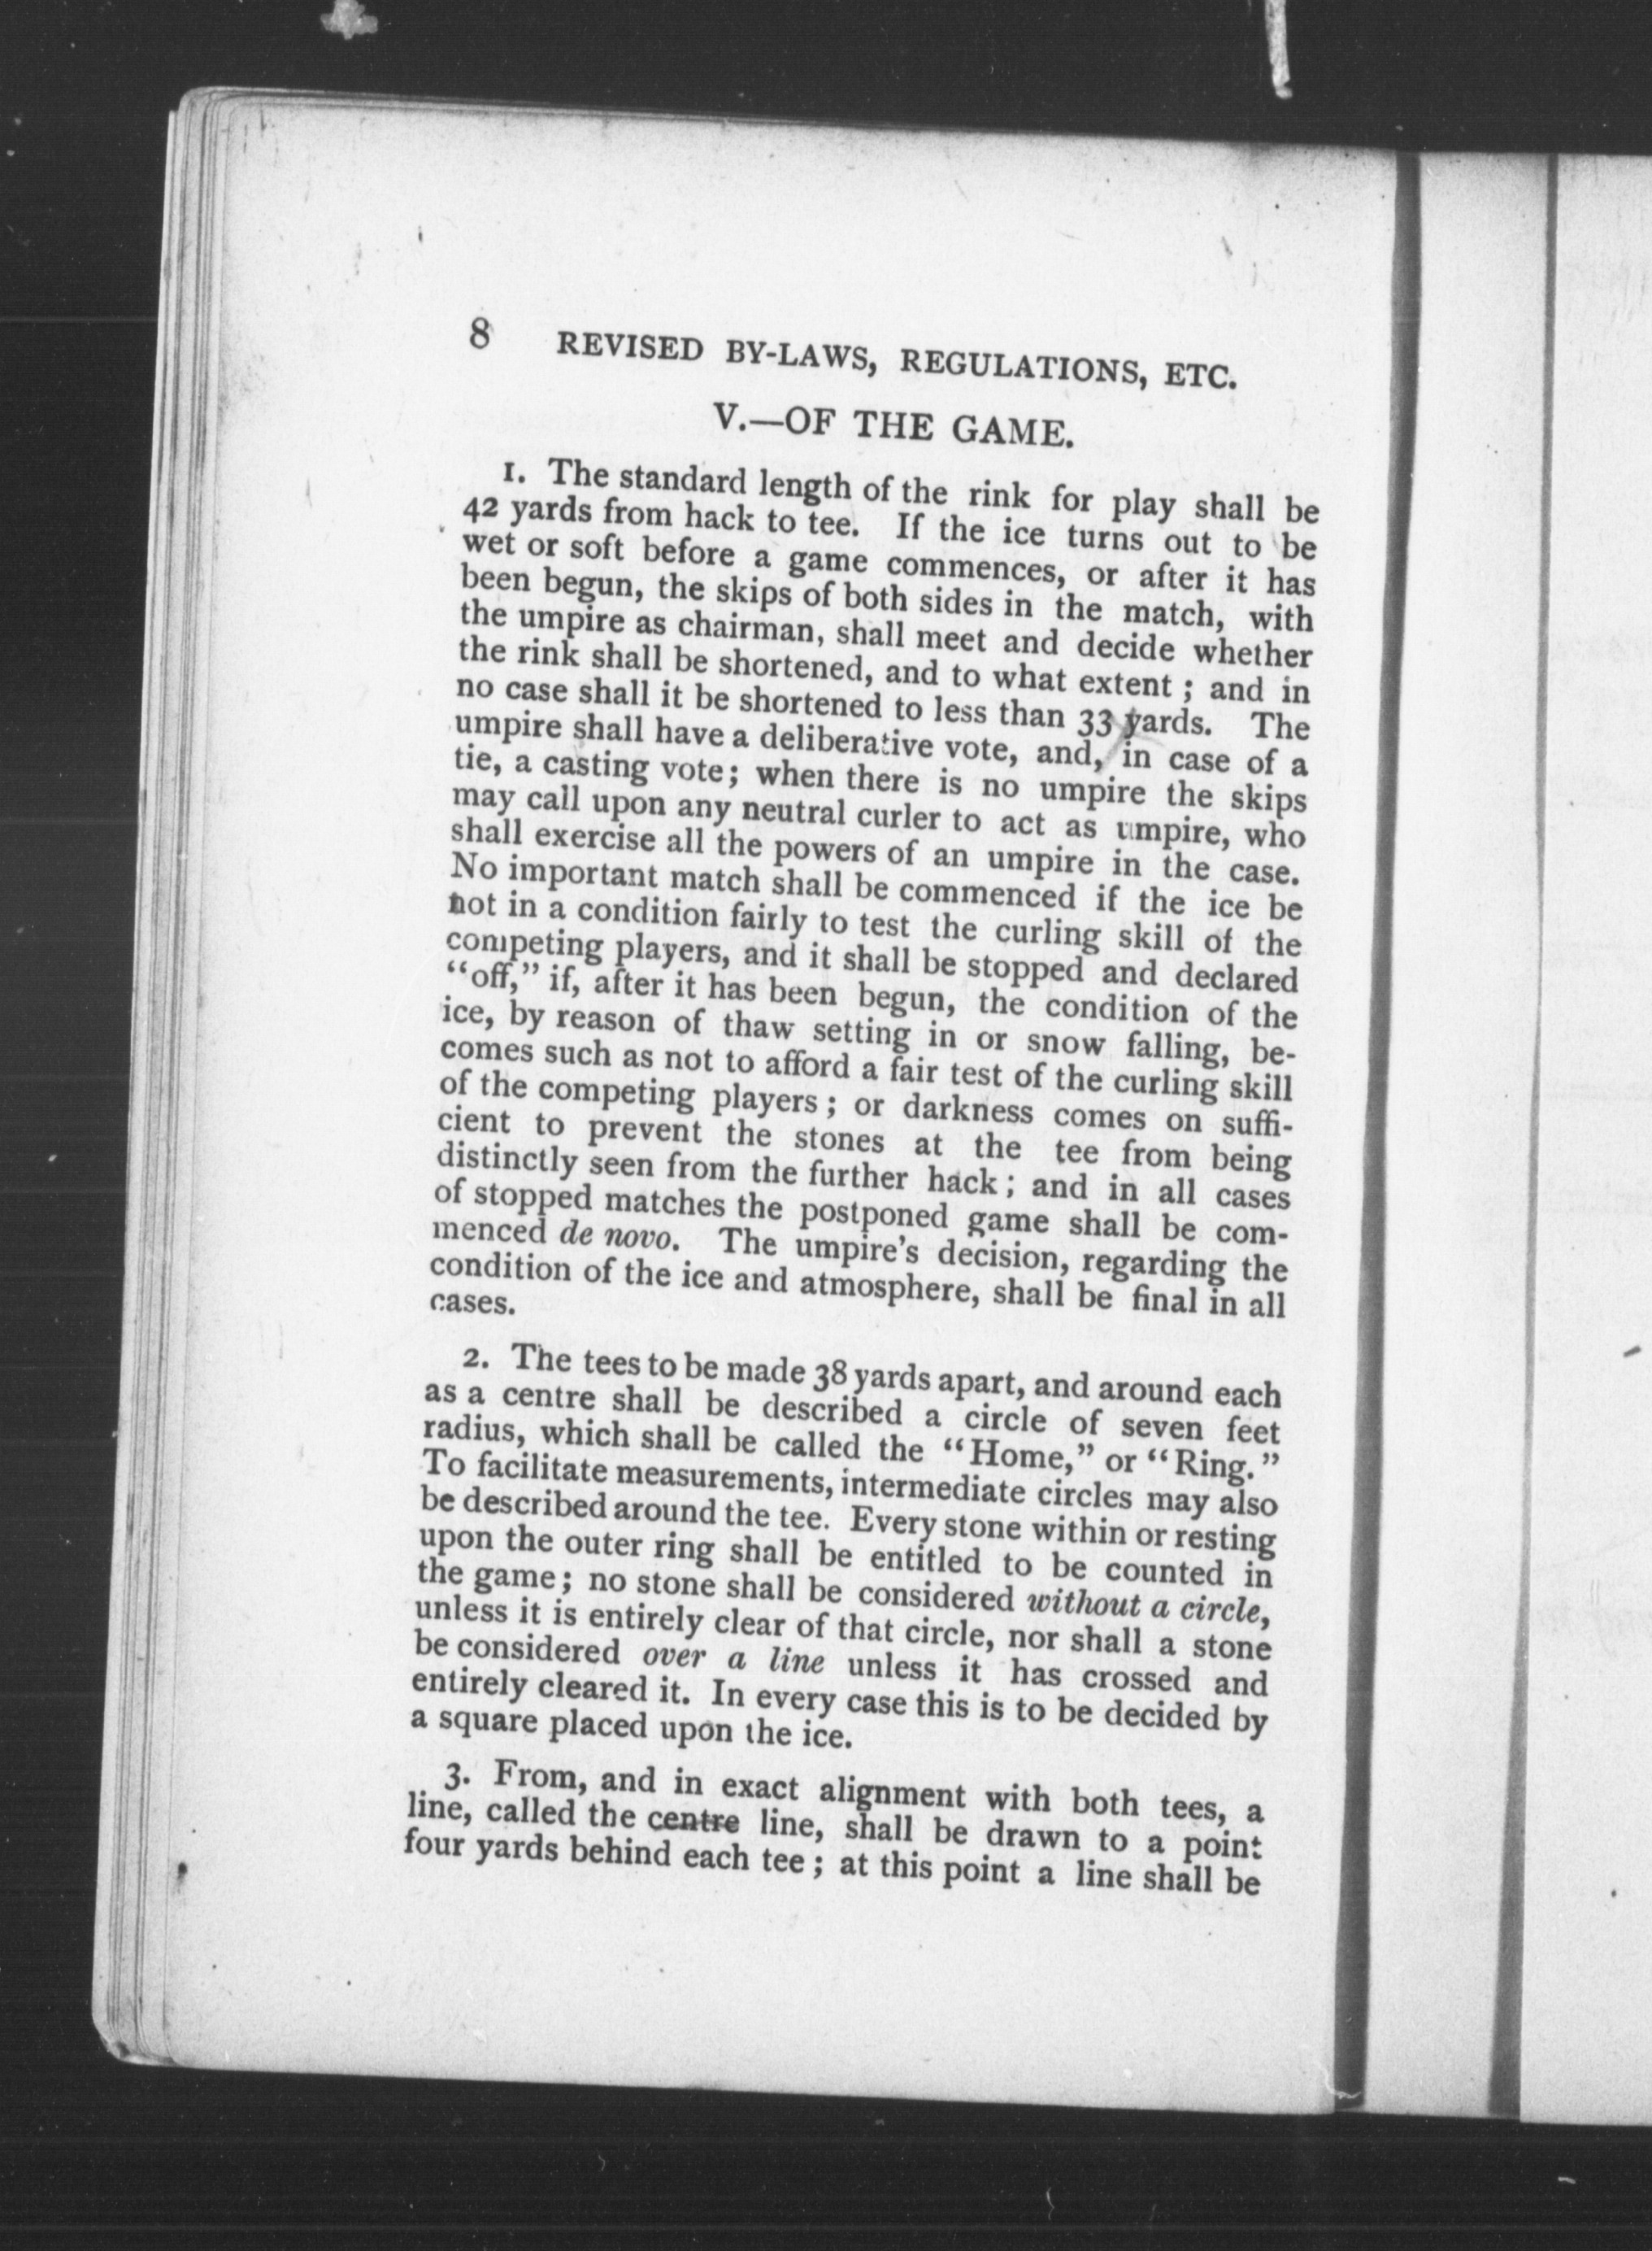 8 REVISED BY-LAWS, REGULATIONS, ETC.
V.—OF THE GAME.
1. The standard length of the rink for play shall be
42 yards from hack to tee. If the ice turns out to be
wet or soft before a game commences, or after it has
been begun, the skips of both sides in the match, with
the umpire as chairman, shall meet and decide whether
the rink shall be shortened, and to what extent; and in
no case shall it be shortened to less than 33 yards. The
umpire shall have a deliberative vote, and, in case of a
tie, a casting vote; when there is no umpire the skips
may call upon any neutral curler to act as umpire, who
shall exercise all the powers of an umpire in the case.
No important match shall be commenced if the ice be
not in a condition fairly to test the curling skill of the
competing players, and it shall be stopped and declared
“off,” if, after it has been begun, the condition of the
ice, by reason of thaw setting in or snow falling, be-
comes such as not to afford a fair test of the curling skill
of the competing players; or darkness comes on suffi-
cient to prevent the stones at the tee from being
distinctly seen from the further hack; and in all cases
of stopped matches the postponed game shall be com-
menced de novo. The umpire's decision, regarding the
condition of the ice and atmosphere, shall be final in all
cases.
2. The tees to be made 38 yards apart, and around each
as a centre shall be described a circle of seven feet
radius, which shall be called the “Home,” or “Ring.”
To facilitate measurements, intermediate circles may also
be described around the tee. Every stone within or resting
upon the outer ring shall be entitled to be counted in
the game; no stone shall be considered without a circle,
unless it is entirely clear of that circle, nor shall a stone
be considered over a line unless it has crossed and
entirely cleared it. In every case this is to be decided by
a square placed upon the ice.
3. From, and in exact alignment with both tees, a
line, called the centre line, shall be drawn to a point
four yards behind each tee; at this point a line shall be